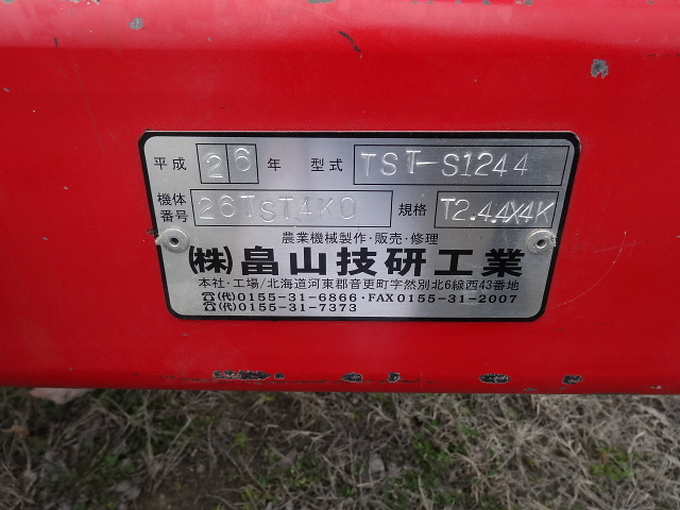 平成 26 年 型式 TST-S1244
機体番号 26TST4K0 規格 T2.4.4X4K
農業機械製作・販売・修理
(株)畠山技研工業
本社・工場/北海道河東郡音更町字然別北6線西43番地
☎(代)0155-31-6866・FAX0155-31-2007
☎(代)0155-31-7373